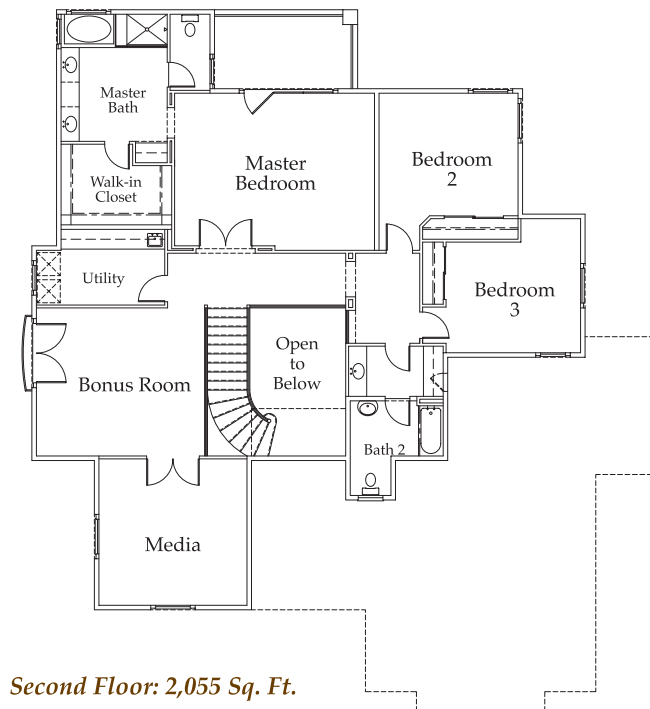 Master
Bath
Master
Bedroom
Bedroom
2
Walk-in
Closet
Utility
Bedroom
3
Open
to
Below
Bonus Room
Bath 2
Media
Second Floor: 2,055 Sq. Ft.